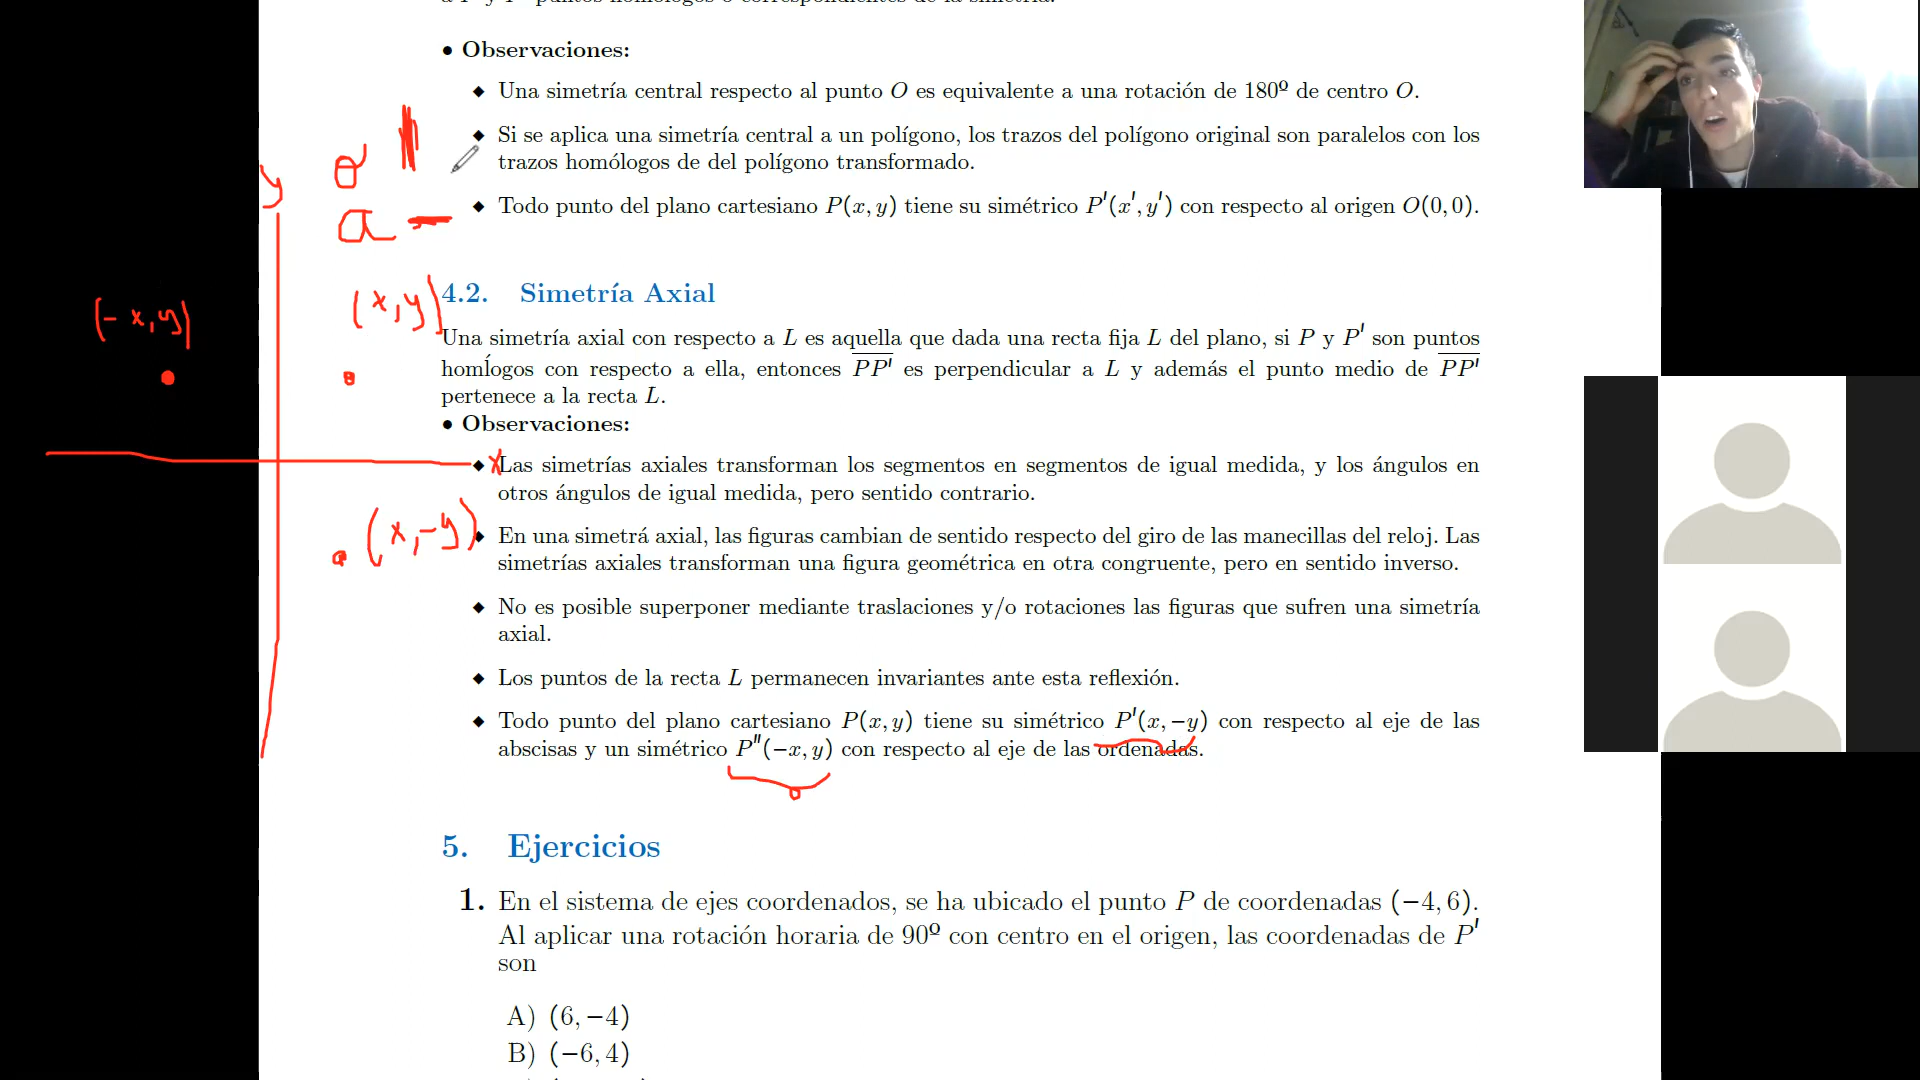 • Observaciones:
◆ Una simetría central respecto al punto O es equivalente a una rotación de 180º de centro O.
◆ Si se aplica una simetría central a un polígono, los trazos del polígono original son paralelos con los
trazos homólogos de del polígono transformado.
◆ Todo punto del plano cartesiano P(x, y) tiene su simétrico P′(x′, y′) con respecto al origen O(0, 0).
y
o
a
(x, y)
(-x, y)
4.2. Simetría Axial
Una simetría axial con respecto a L es aquella que dada una recta fija L del plano, si P y P′ son puntos
homĺogos con respecto a ella, entonces PP′ es perpendicular a L y además el punto medio de PP′
pertenece a la recta L.
• Observaciones:
x
◆ Las simetrías axiales transforman los segmentos en segmentos de igual medida, y los ángulos en
otros ángulos de igual medida, pero sentido contrario.
(x, -y)
◆ En una simetrá axial, las figuras cambian de sentido respecto del giro de las manecillas del reloj. Las
simetrías axiales transforman una figura geométrica en otra congruente, pero en sentido inverso.
◆ No es posible superponer mediante traslaciones y/o rotaciones las figuras que sufren una simetría
axial.
◆ Los puntos de la recta L permanecen invariantes ante esta reflexión.
◆ Todo punto del plano cartesiano P(x, y) tiene su simétrico P′(x, −y) con respecto al eje de las
abscisas y un simétrico P″(−x, y) con respecto al eje de las ordenadas.
5. Ejercicios
1. En el sistema de ejes coordenados, se ha ubicado el punto P de coordenadas (−4, 6).
Al aplicar una rotación horaria de 90º con centro en el origen, las coordenadas de P′
son
A) (6, −4)
B) (−6, 4)